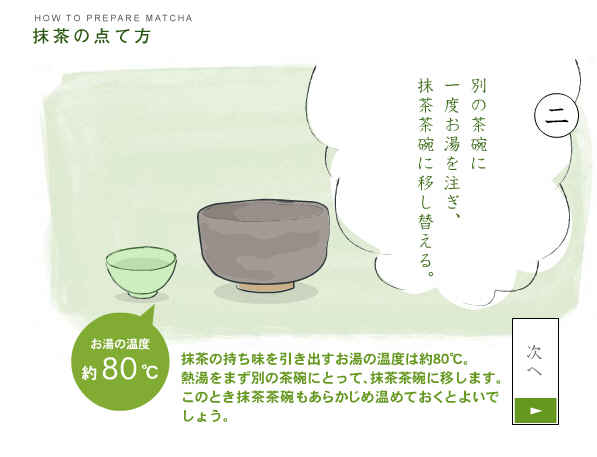 HOW TO PREPARE MATCHA
抹茶の点て方
二
別の茶碗に
一度お湯を注ぎ、
抹茶茶碗に移し替える。
お湯の温度
約80℃
抹茶の持ち味を引き出すお湯の温度は約80℃。
熱湯をまず別の茶碗にとって、抹茶茶碗に移します。
このとき抹茶茶碗もあらかじめ温めておくとよいで
しょう。
次へ